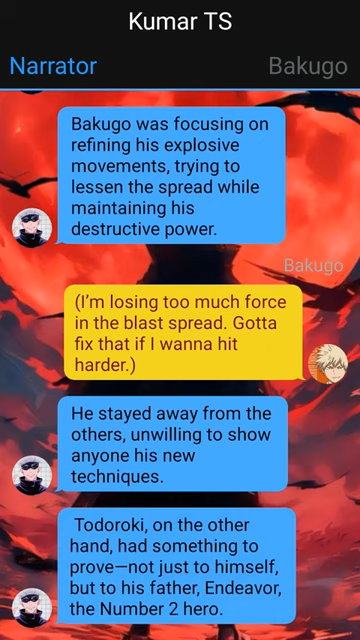 Kumar TS
Narrator
Bakugo
Bakugo was focusing on
refining his explosive
movements, trying to
lessen the spread while
maintaining his
destructive power.
Bakugo
(I'm losing too much force
in the blast spread. Gotta
fix that if I wanna hit
harder.)
He stayed away from the
others, unwilling to show
anyone his new
techniques.
Todoroki, on the other
hand, had something to
prove—not just to himself,
but to his father, Endeavor,
the Number 2 hero.